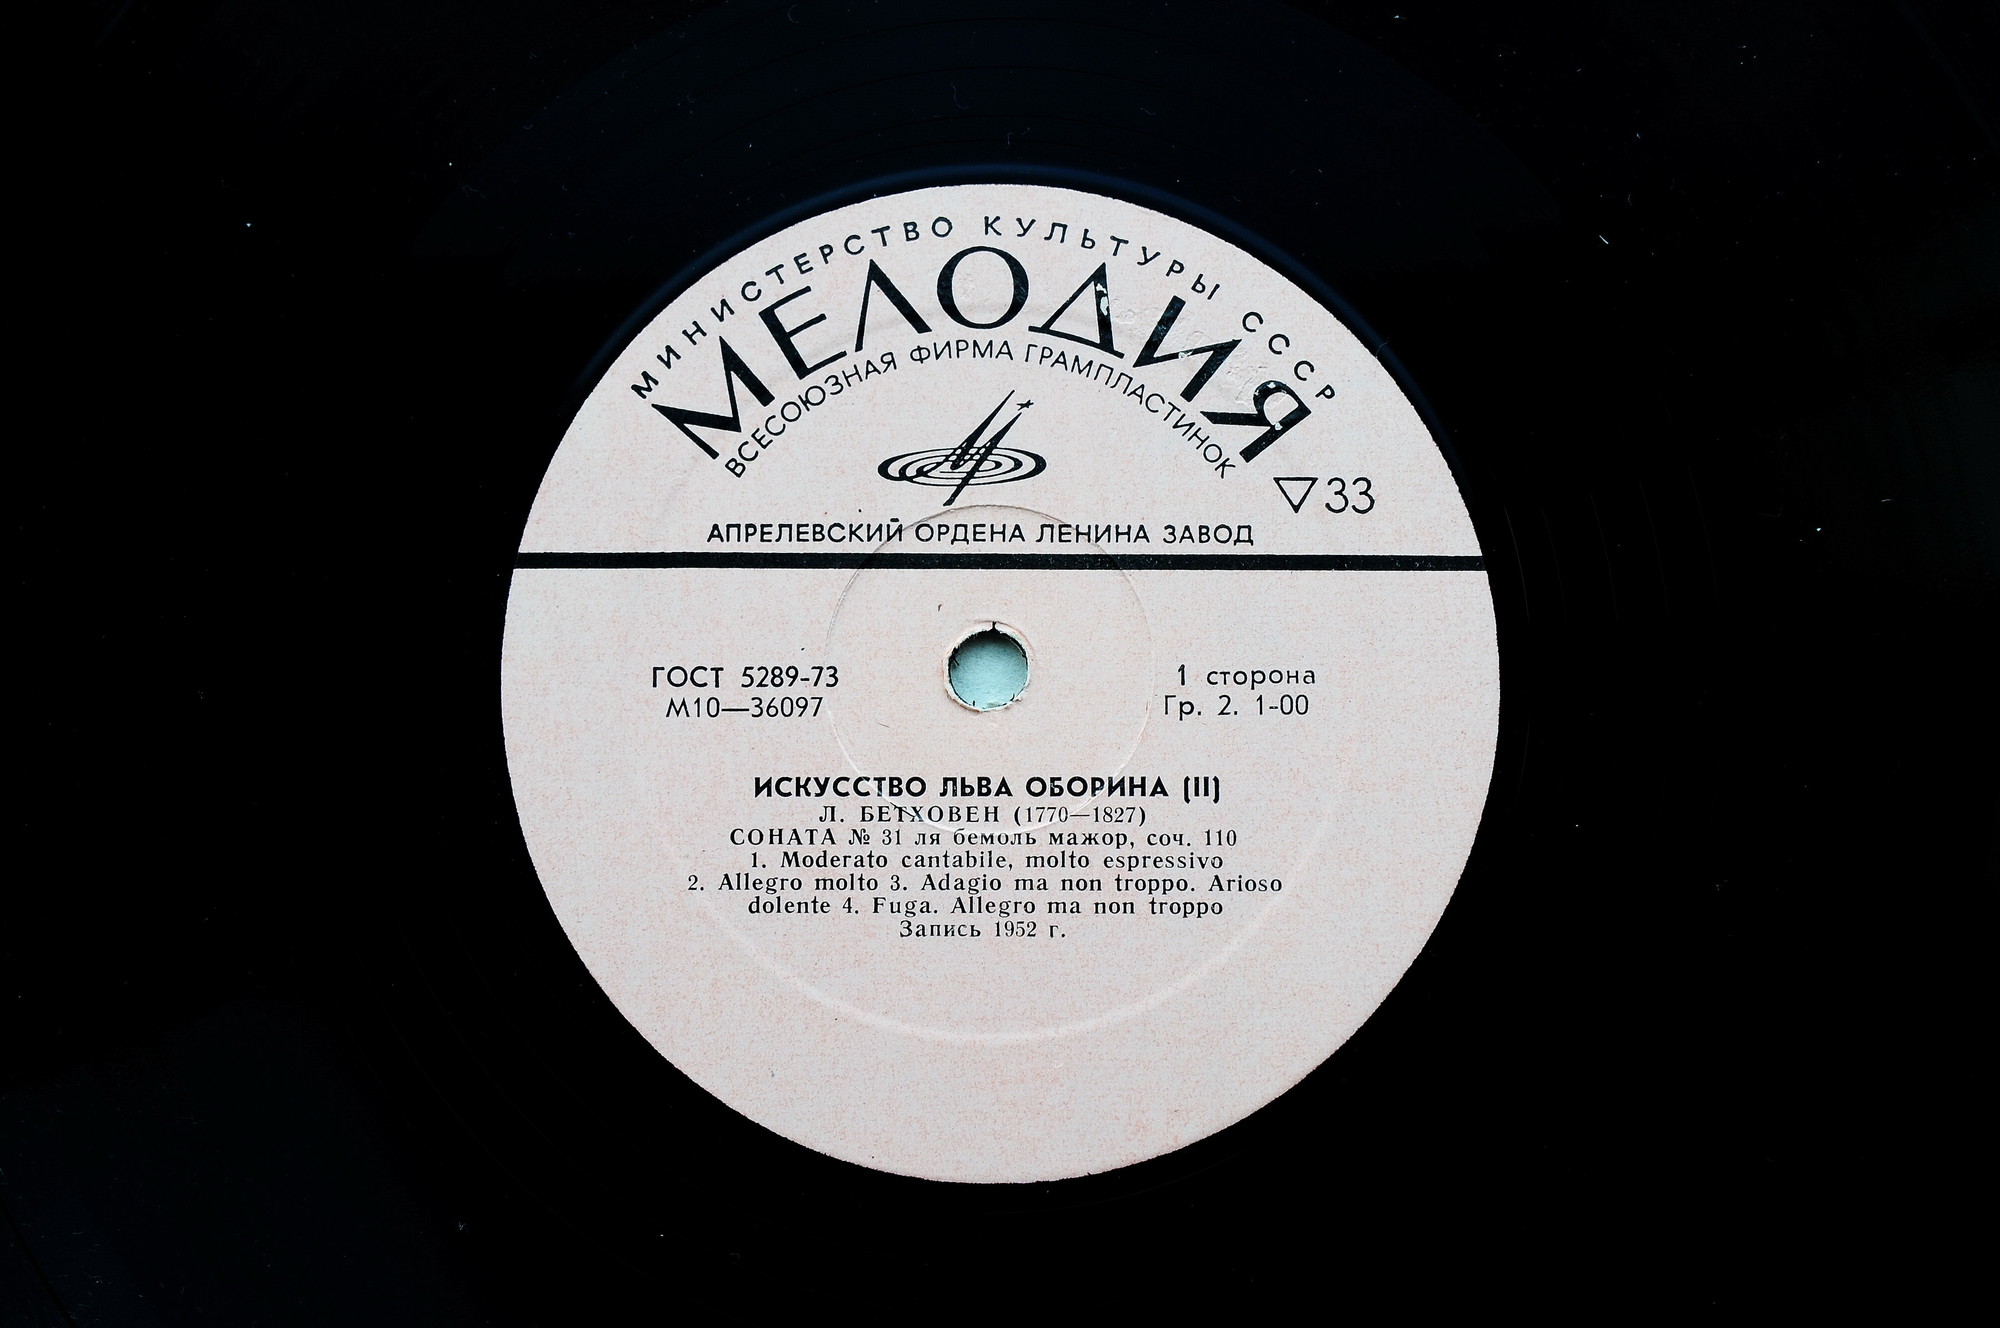 МИНИСТЕРСТВО КУЛЬТУРЫ СССР
МЕЛОДИЯ
ВСЕСОЮЗНАЯ ФИРМА ГРАМПЛАСТИНОК
33
АПРЕЛЕВСКИЙ ОРДЕНА ЛЕНИНА ЗАВОД
ГОСТ 5289-73
М10—36097
1 сторона
Гр. 2. 1-00
ИСКУССТВО ЛЬВА ОБОРИНА (II)
Л. БЕТХОВЕН (1770—1827)
СОНАТА № 31 ля бемоль мажор, соч. 110
1. Moderato cantabile, molto espressivo
2. Allegro molto 3. Adagio ma non troppo. Arioso
dolente 4. Fuga. Allegro ma non troppo
Запись 1952 г.